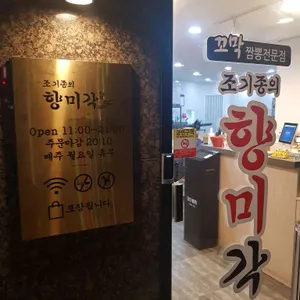 조기종의
향미각
Open 11:00-
주문마감 20:10
매주 월요일 휴무
포장됩니다
꼬막
짬뽕전문점
조기종의
향미각